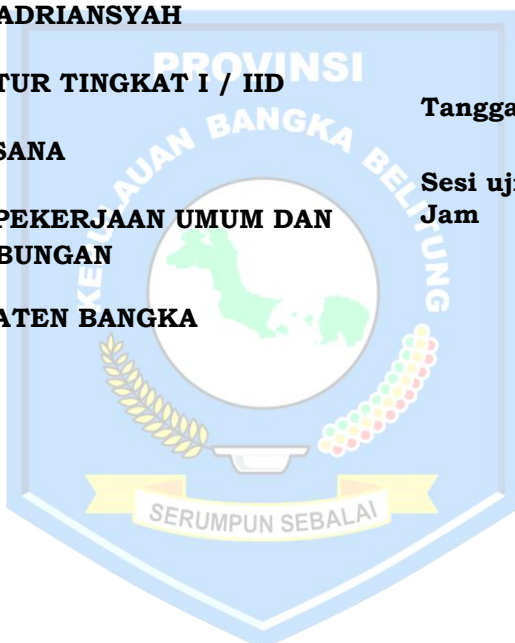 ADRIANSYAH
PROVINSI
TUR TINGKAT I / IID
Tangga
KEPULAUAN BANGKA BELITUNG
SANA
Sesi uj
Jam
PEKERJAAN UMUM DAN
BUNGAN
ATEN BANGKA
SERUMPUN SEBALAI